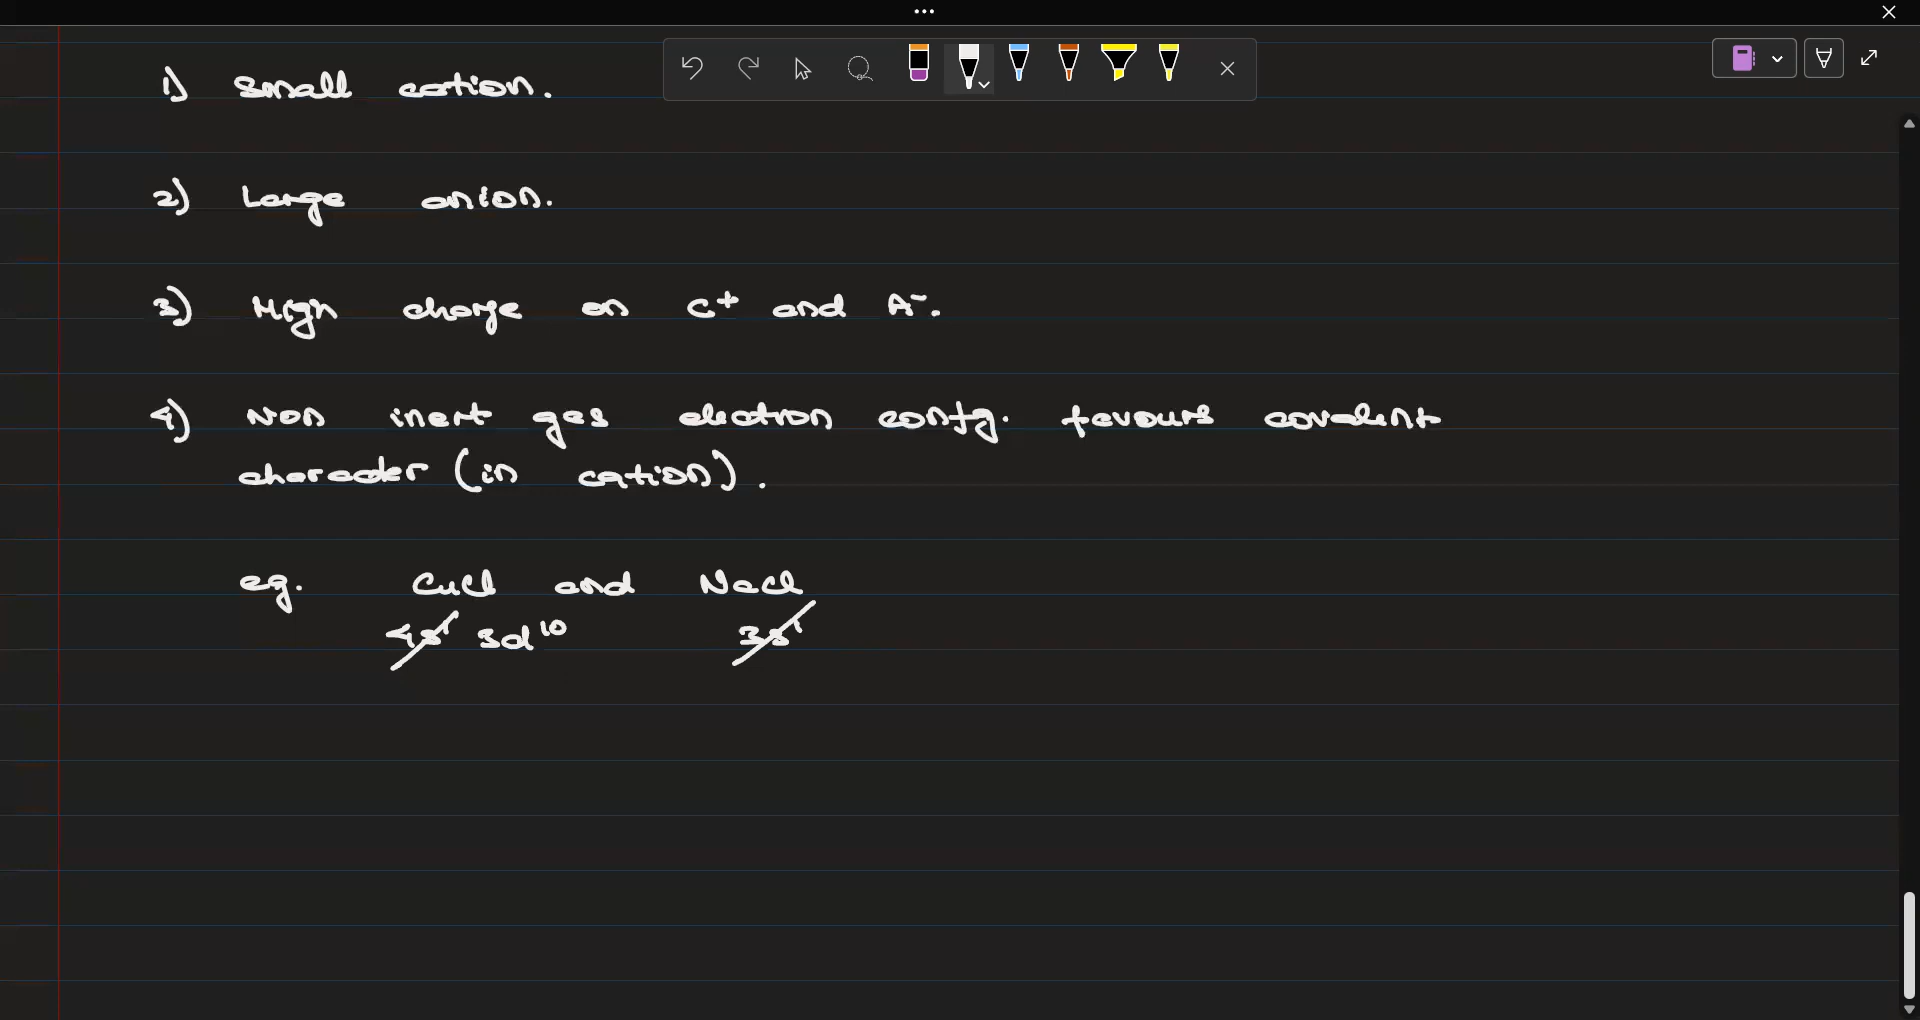 1) Small cation.
2) Large anion.
3) High charge on C⁺ and A⁻.
4) Non inert gas electron config. favours covalent
character (in cation).
eg. CuCl and NaCl
4s¹ 3d¹⁰ 3s¹